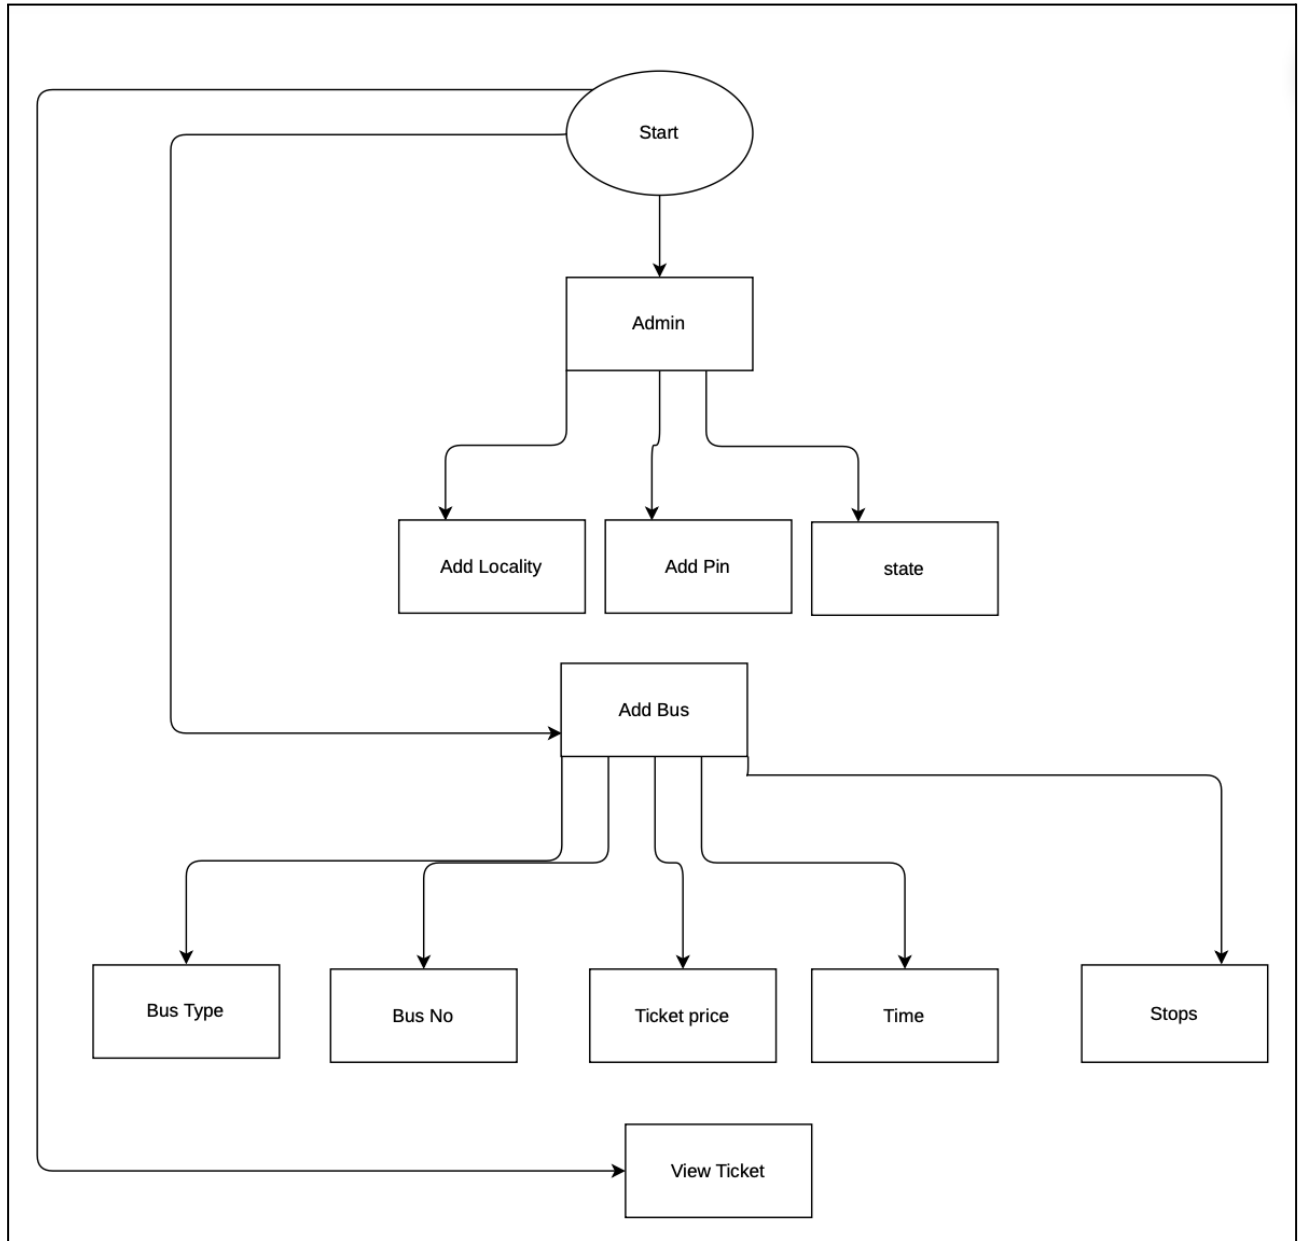 Start
Admin
Add Locality
Add Pin
state
Add Bus
Bus Type
Bus No
Ticket price
Time
Stops
View Ticket